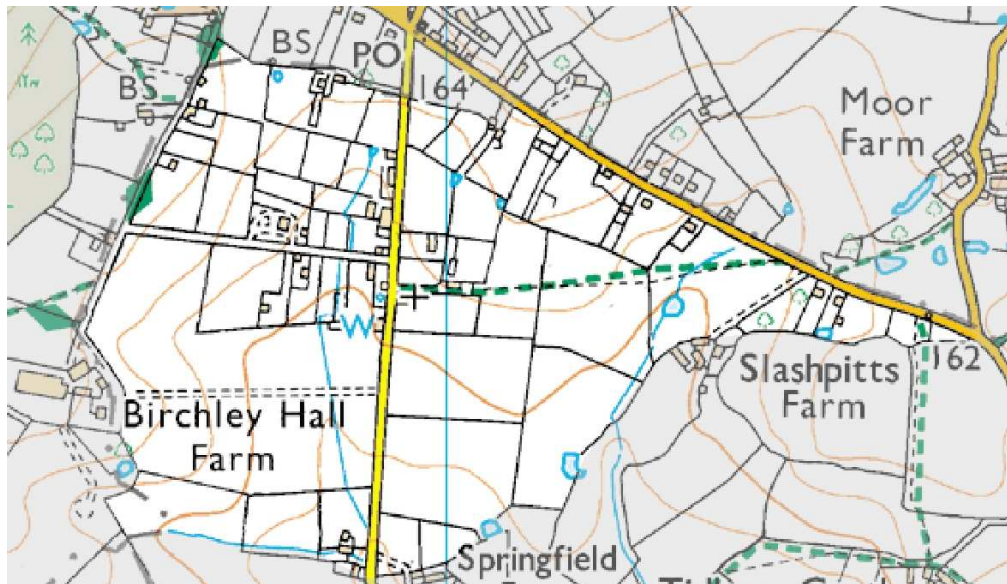 BS
BS
PO
164
Moor
Farm
W
Slashpitts
Farm
162
Birchley Hall
Farm
Springfield